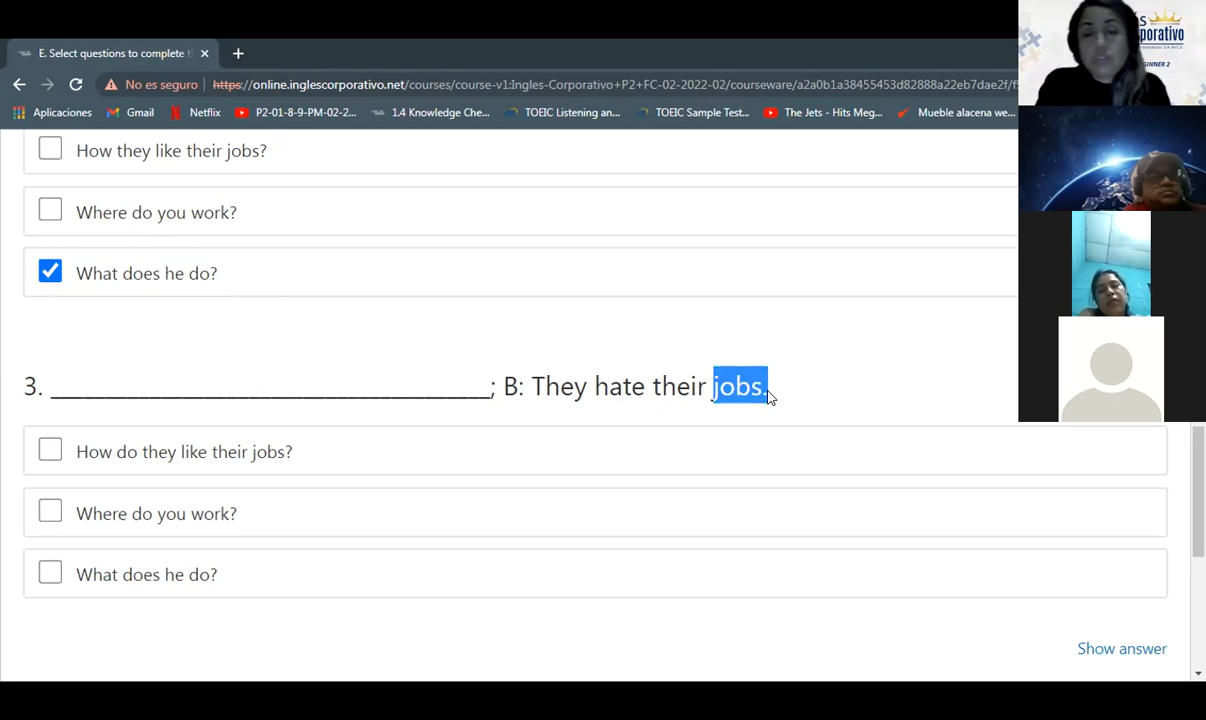 E. Select questions to complete t
No es seguro https://online.inglescorporativo.net/courses/course-v1:Ingles-Corporativo+P2+FC-02-2022-02/courseware/a2a0b1a38455453d82888a22eb7dae2f/f
Aplicaciones Gmail Netflix P2-01-8-9-PM-02-2... 1.4 Knowledge Che... TOEIC Listening an... TOEIC Sample Test... The Jets - Hits Meg... Mueble alacena we...
How they like their jobs?
Where do you work?
What does he do?
3. ________________________________________; B: They hate their jobs.
How do they like their jobs?
Where do you work?
What does he do?
Show answer
s
porativo
GINNER 2